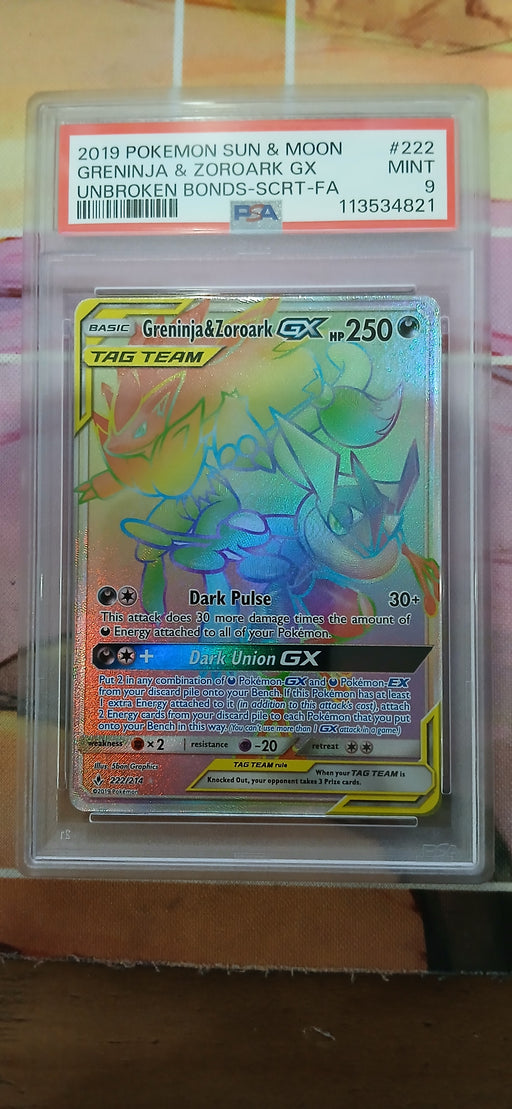 2019 POKEMON SUN & MOON #222
GRENINJA & ZOROARK GX MINT
UNBROKEN BONDS-SCRT-FA 9
PSA 113534821
BASIC Greninja&Zoroark GX HP250
TAG TEAM
Dark Pulse 30+
This attack does 30 more damage times the amount of
Energy attached to all of your Pokémon.
+ Dark Union GX
Put 2 in any combination of Pokémon-GX and Pokémon-EX
from your discard pile onto your Bench. If this Pokémon has at least
1 extra Energy attached to it (in addition to this attack's cost), attach
2 Energy cards from your discard pile to each Pokémon that you put
onto your Bench in this way. (You can't use more than 1 GX attack in a game.)
weakness ×2 resistance -20 retreat
Illus. 5ban Graphics
222/214
©2019 Pokémon
TAG TEAM rule
When your TAG TEAM is
Knocked Out, your opponent takes 3 Prize cards.